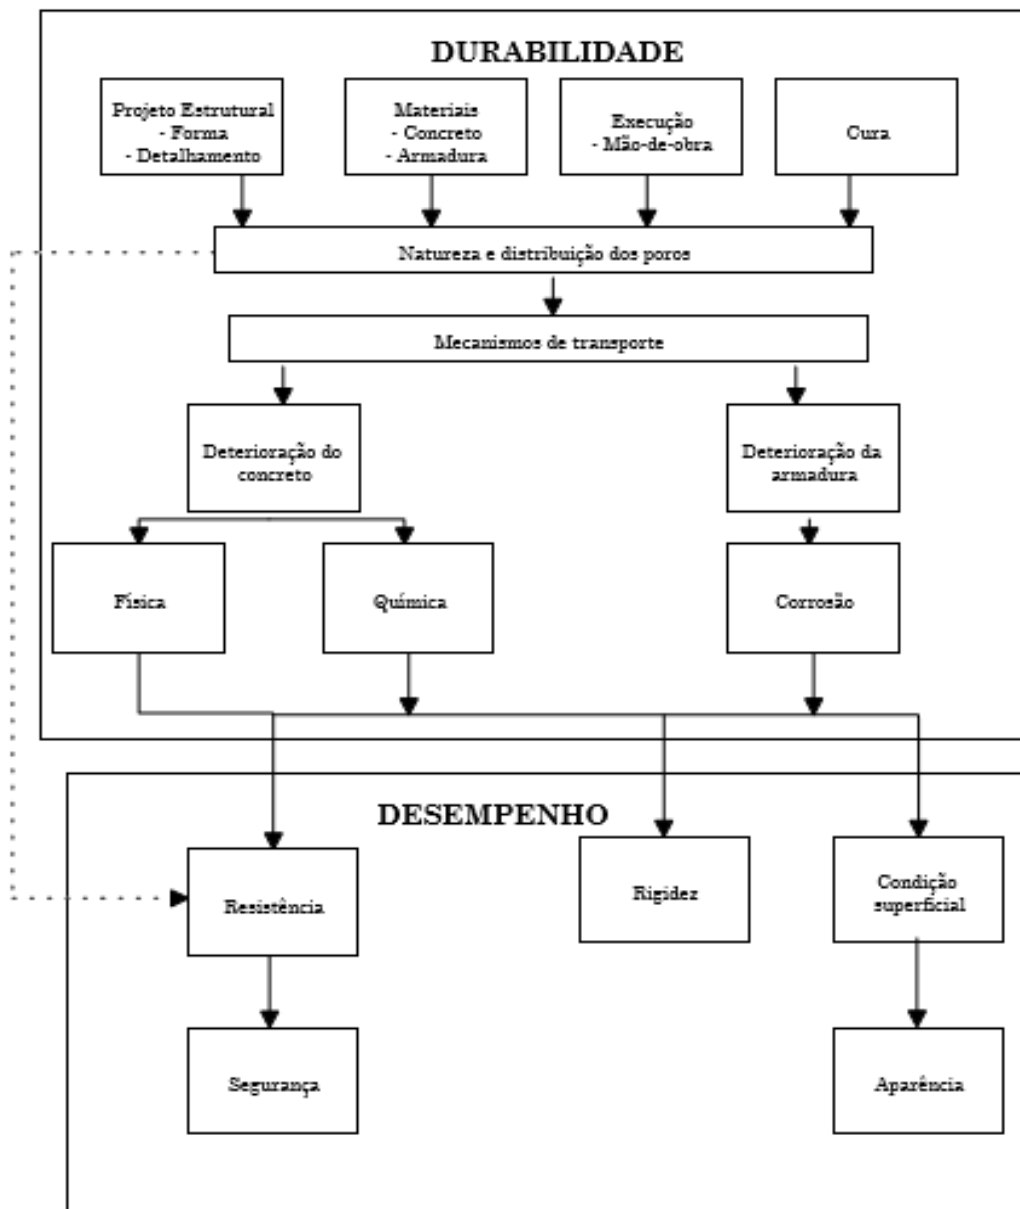 DURABILIDADE
Projeto Estrutural
- Forma
- Detalhamento
Materiais
- Concreto
- Armadura
Execução
- Mão-de-obra
Cura
Natureza e distribuição dos poros
Mecanismos de transporte
Deterioração do
concreto
Deterioração da
armadura
Física
Química
Corrosão
DESEMPENHO
Resistência
Rigidez
Condição
superficial
Segurança
Aparência